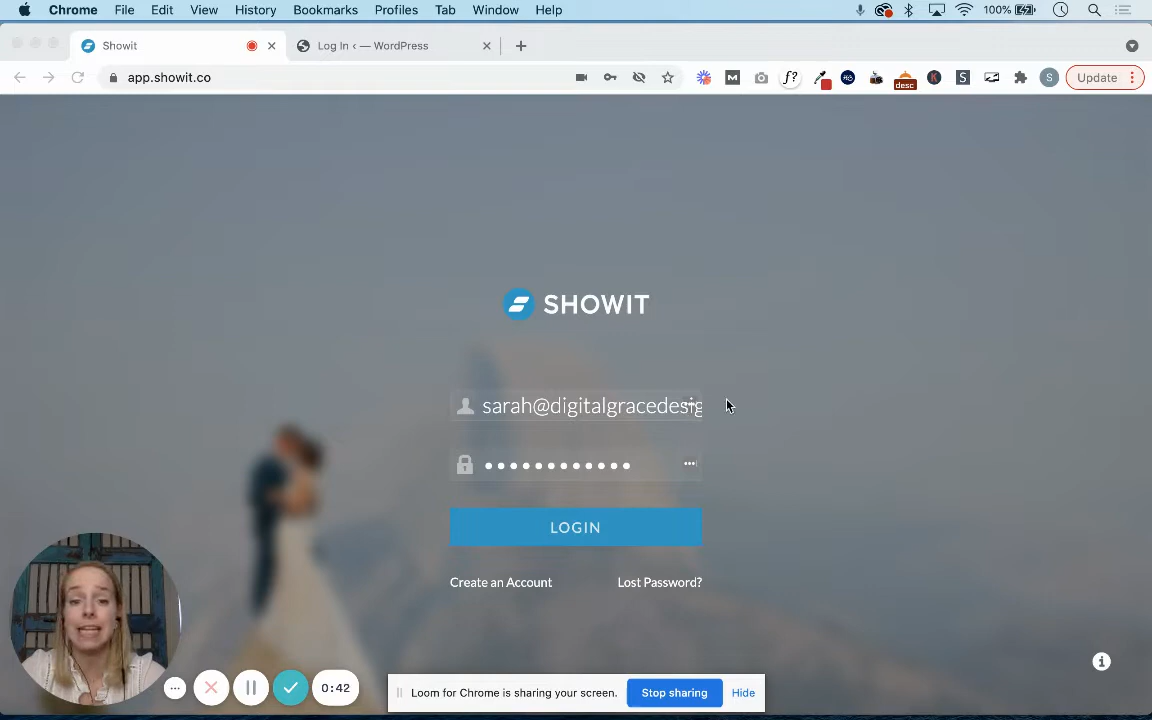 Chrome File Edit View History Bookmarks Profiles Tab Window Help 100%
Showit Log In ‹ — WordPress
app.showit.co M f? desc K S S Update
SHOWIT
sarah@digitalgracedesig
LOGIN
Create an Account Lost Password?
0:42
Loom for Chrome is sharing your screen. Stop sharing Hide